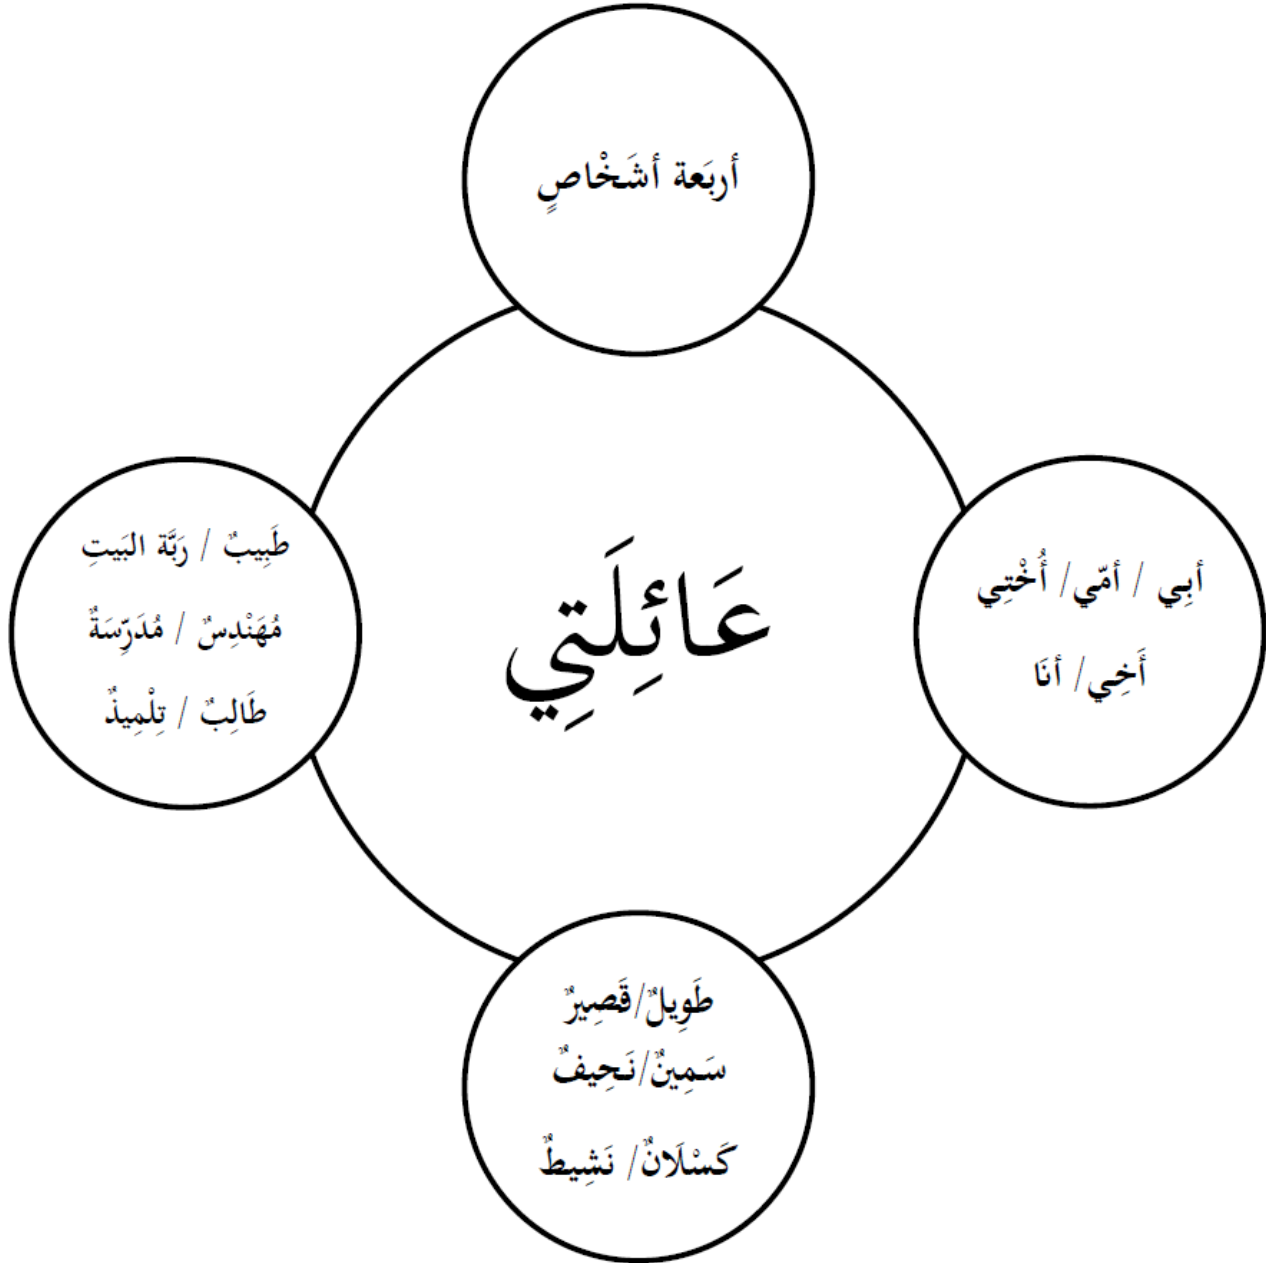 أربَعة أشَخْاصٍ
أبِي / أمّي/ أُخْتِي
أَخِي/ أنَا
عَائِلَتِي
طَبِيبٌ / رَبَّة البَيتِ
مُهَنْدِسٌ / مُدَرِّسَةٌ
طَالِبٌ / تِلْمِيذٌ
طَوِيلٌ/قَصِيرٌ
سَمِينٌ/نَحِيفٌ
كَسْلَانٌ/ نَشِيطٌ